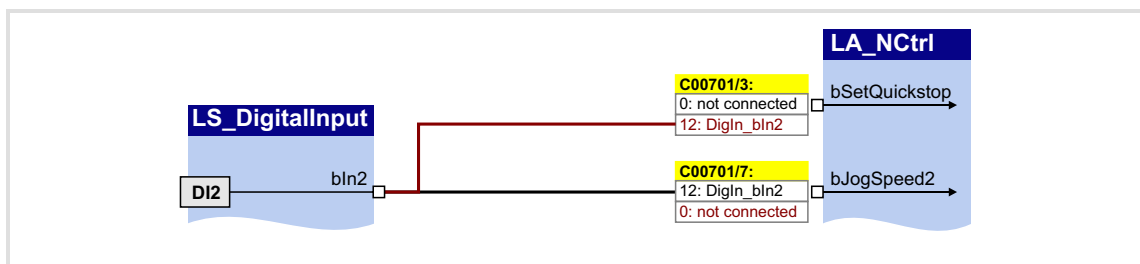 LA_NCtrl
C00701/3:
bSetQuickstop
0: not connected
LS_DigitalInput
12: DigIn_bIn2
C00701/7:
bIn2
12: DigIn_bIn2
bJogSpeed2
DI2
0: not connected